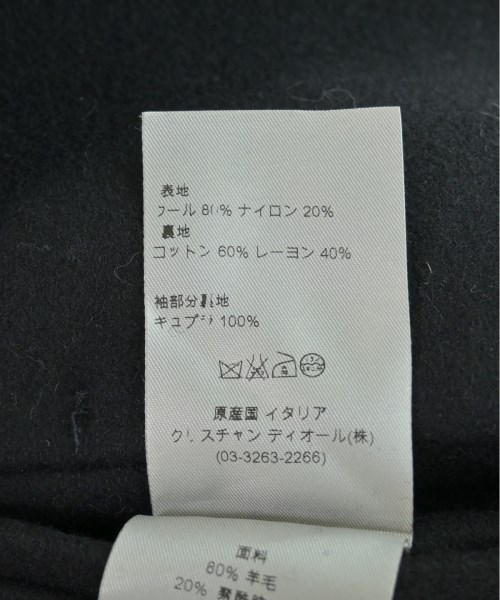 表地
ウール 80% ナイロン 20%
裏地
コットン 60% レーヨン 40%
袖部分裏地
キュプラ 100%
原産国 イタリア
クリスチャン ディオール(株)
(03-3263-2266)
面料
80% 羊毛
20%